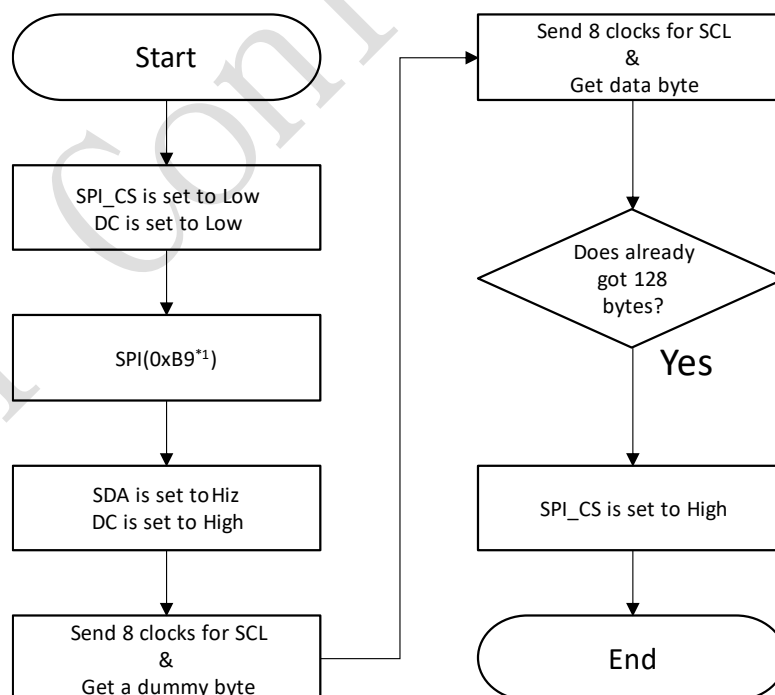 Start
SPI_CS is set to Low
DC is set to Low
SPI(0xB9*1)
SDA is set to Hiz
DC is set to High
Send 8 clocks for SCL
&
Get a dummy byte
Send 8 clocks for SCL
&
Get data byte
Does already
got 128
bytes?
Yes
SPI_CS is set to High
End